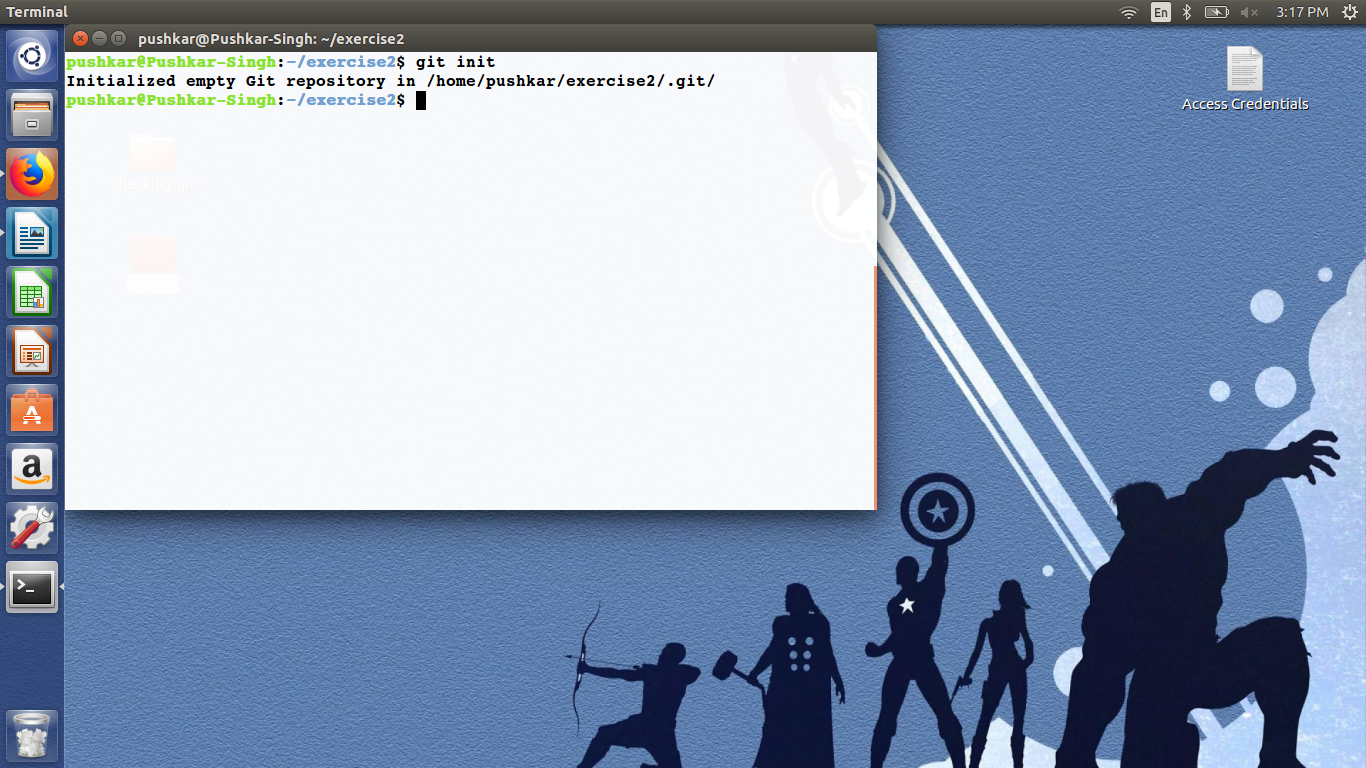 Terminal
En
3:17 PM
pushkar@Pushkar-Singh: ~/exercise2
pushkar@Pushkar-Singh:~/exercise2$ git init
Initialized empty Git repository in /home/pushkar/exercise2/.git/
pushkar@Pushkar-Singh:~/exercise2$
checking git
Access Credentials
A
a
>_